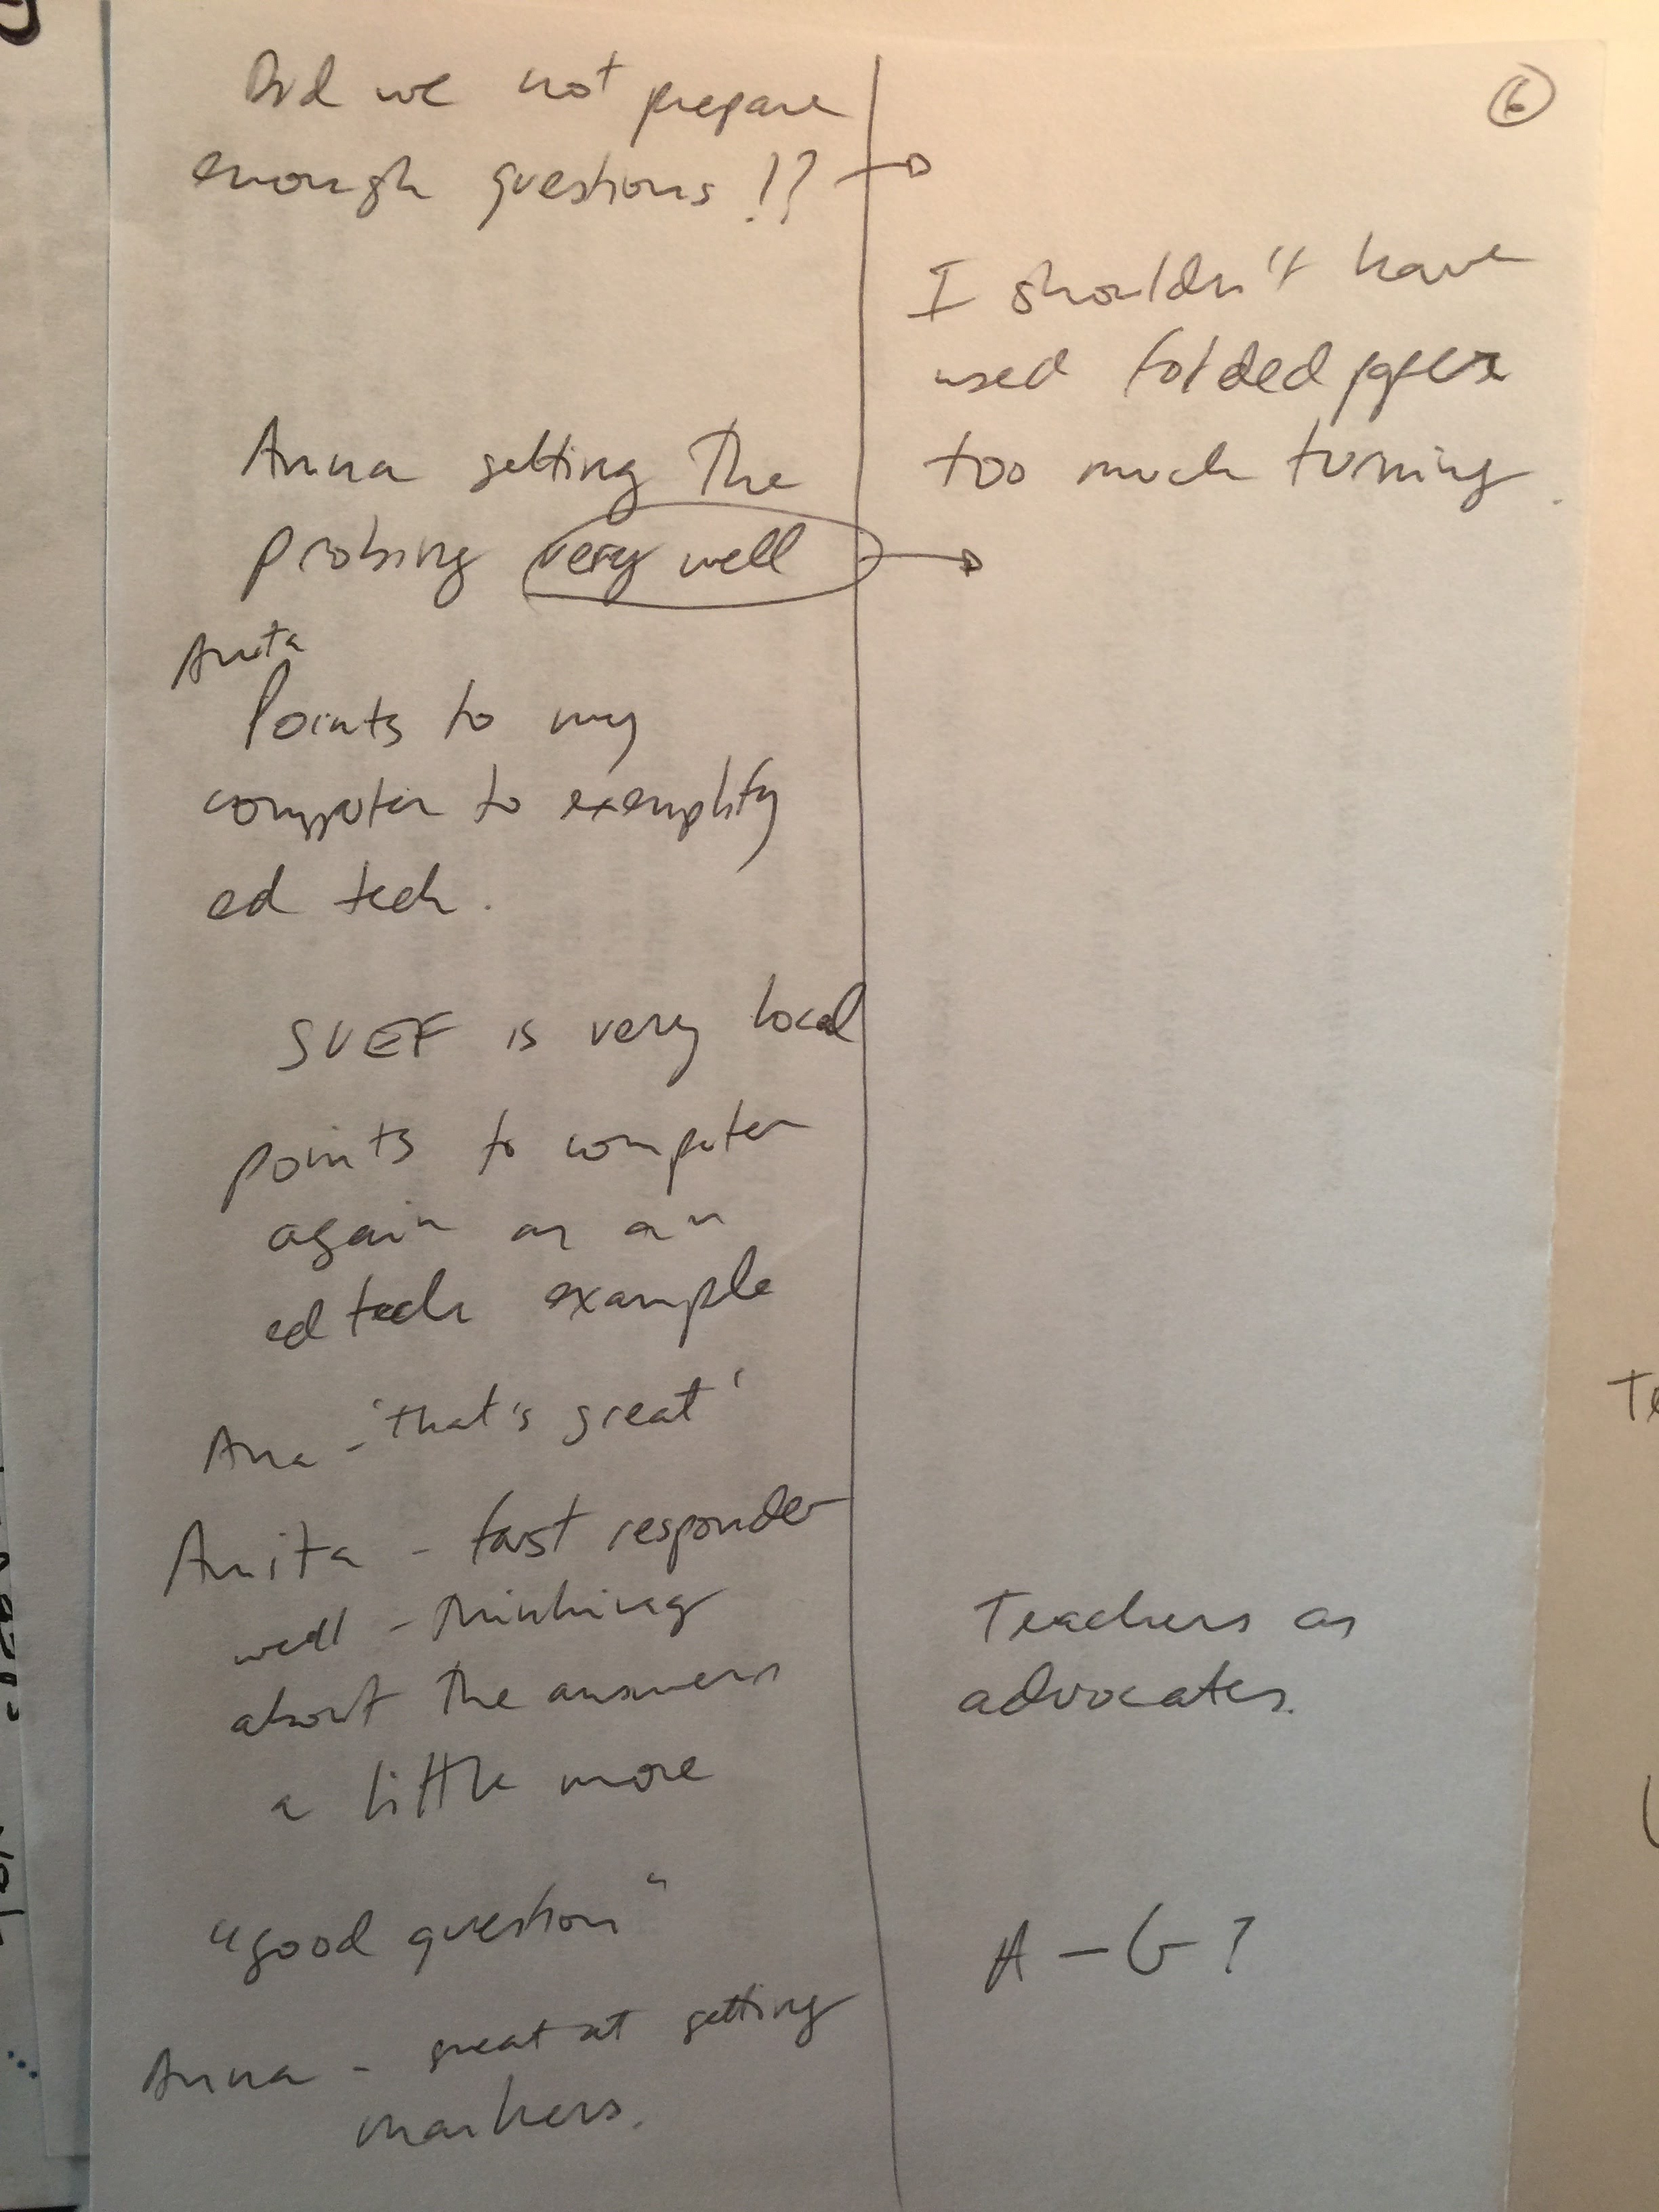 6
Did we not prepare
enough questions !?
I shouldn't have
used folded
too much turning.
Anna getting the
probing very well
Anita
Points to my
computer to exemplify
ed tech.
SVEF is very local
points to computer
again as an
ed tech example
Ana - 'that's great'
Anita - fast responder
well - thinking
about the answers
a little more
Teachers as
advocates.
"good question"
A - G?
Anna - great at getting
markers.